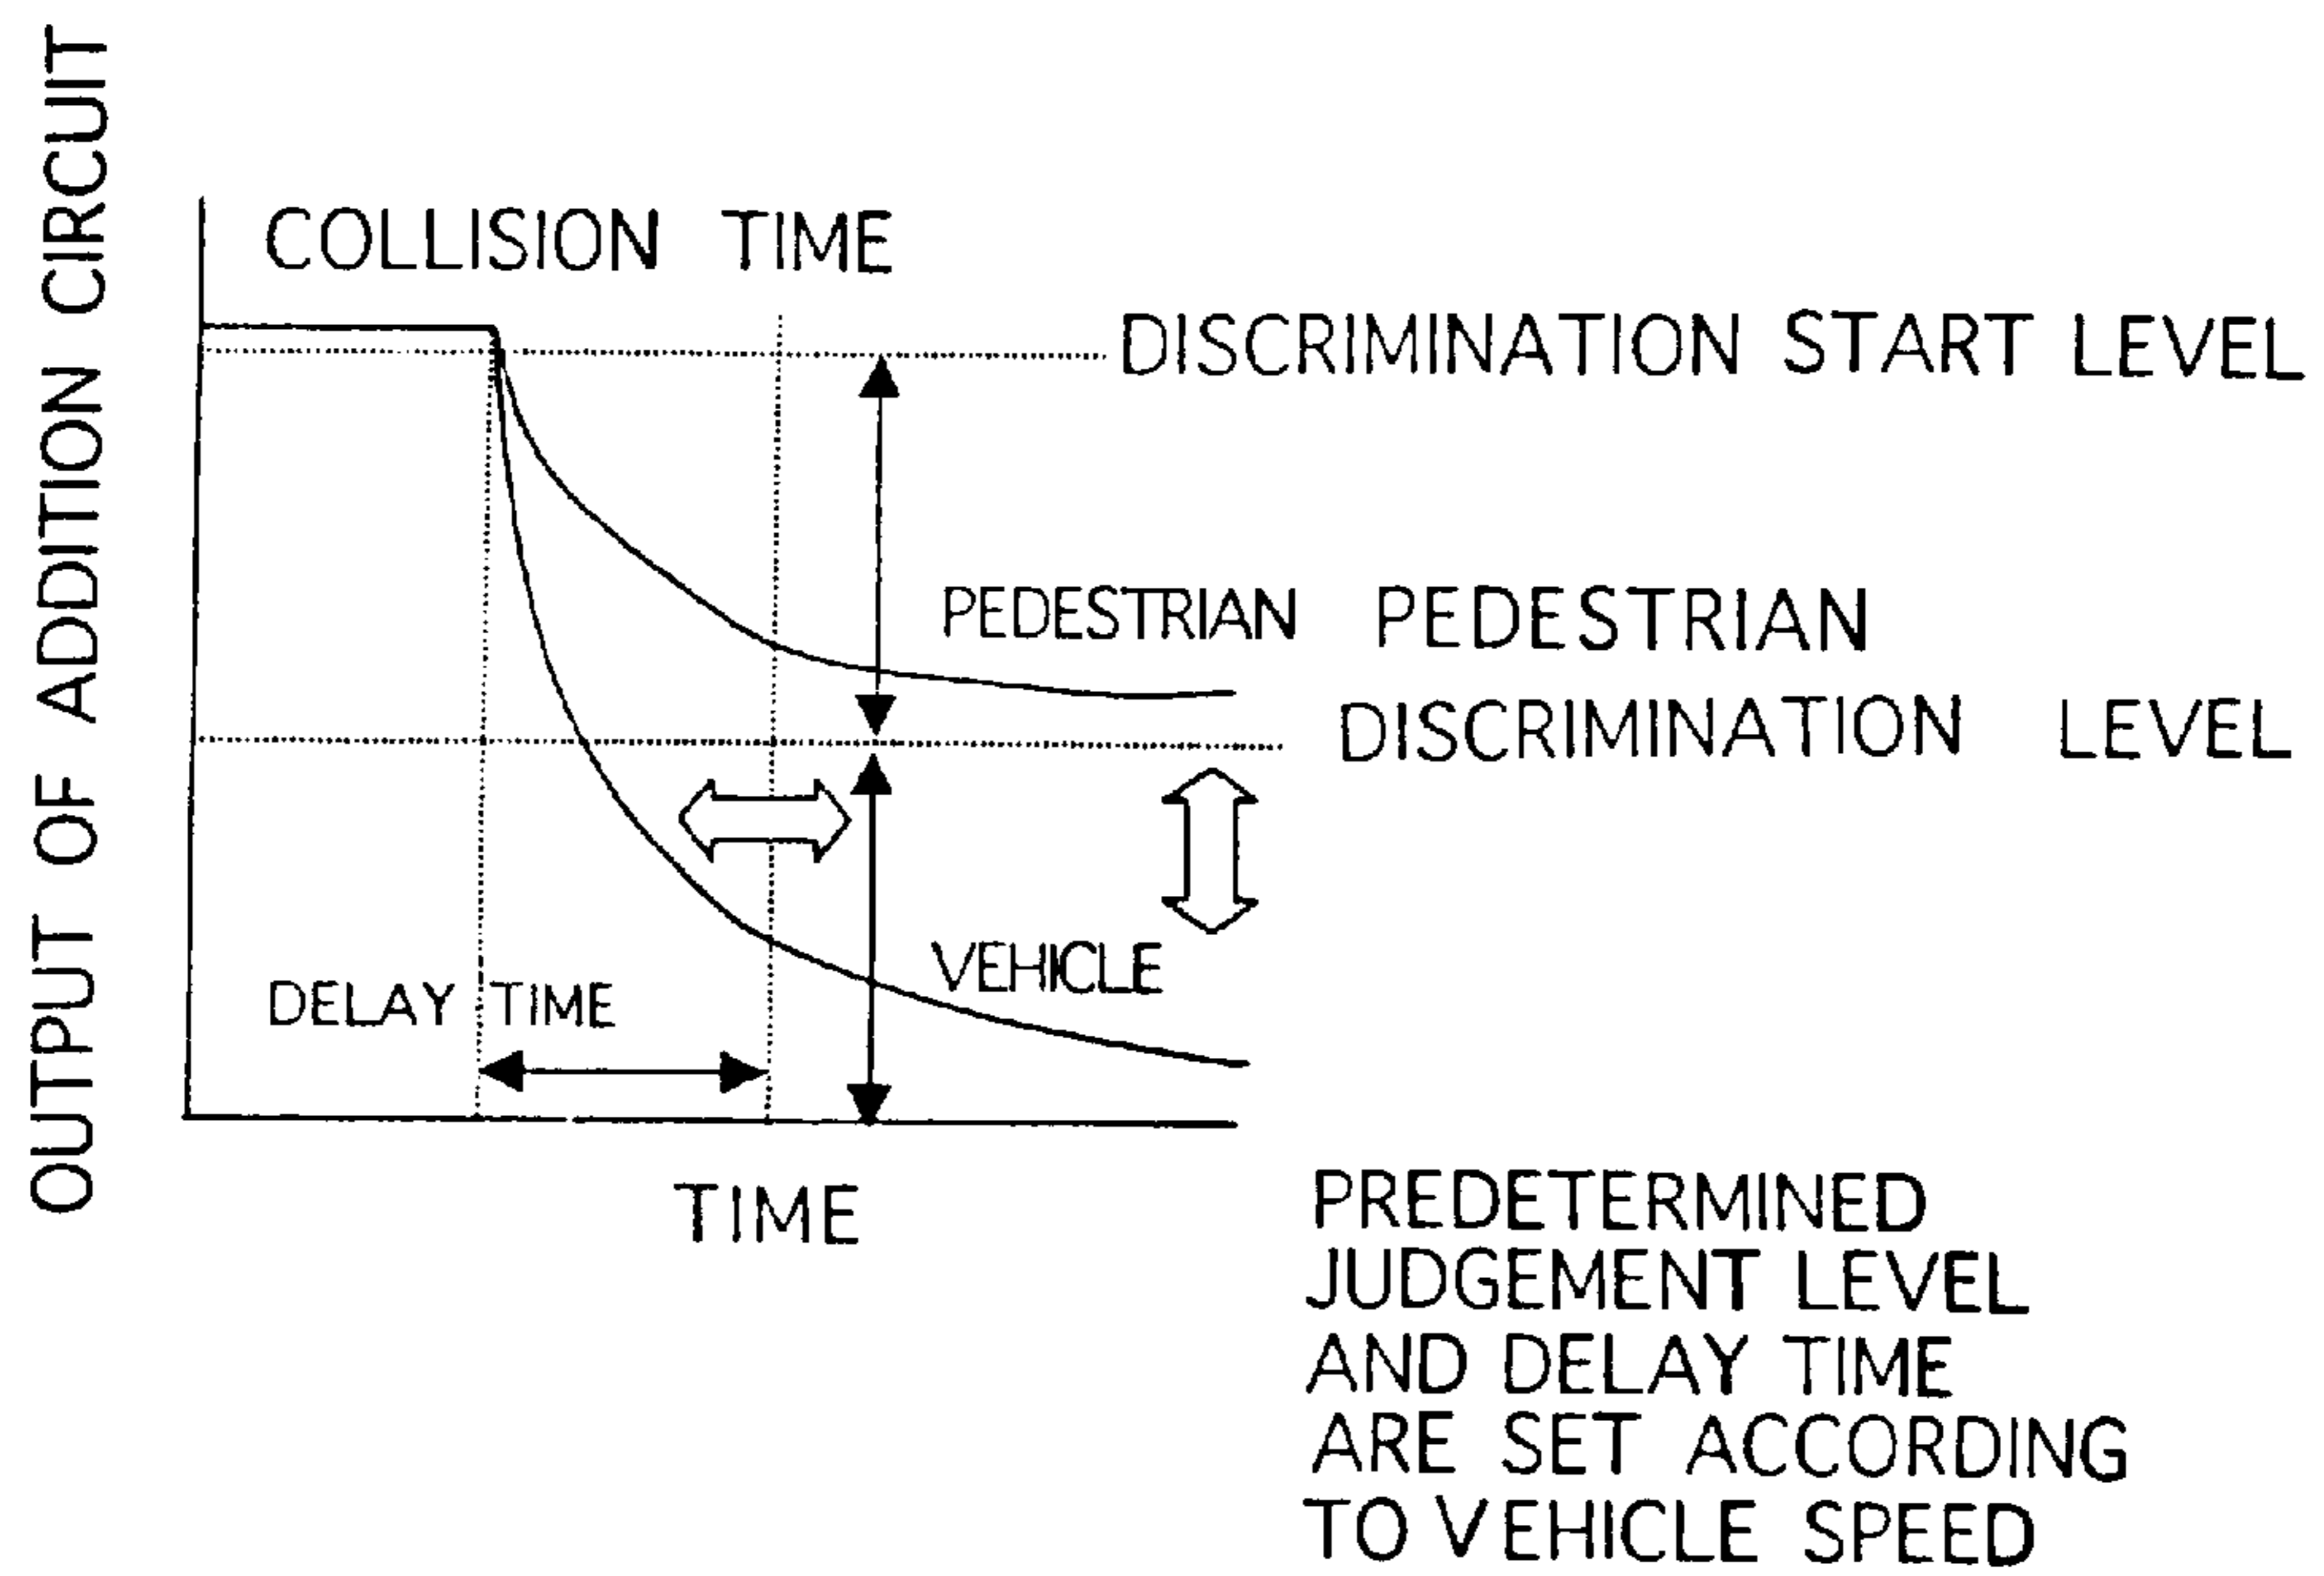 OUTPUT OF ADDITION CIRCUIT
COLLISION TIME
DISCRIMINATION START LEVEL
PEDESTRIAN
PEDESTRIAN
DISCRIMINATION LEVEL
VEHICLE
DELAY TIME
TIME
PREDETERMINED
JUDGEMENT LEVEL
AND DELAY TIME
ARE SET ACCORDING
TO VEHICLE SPEED